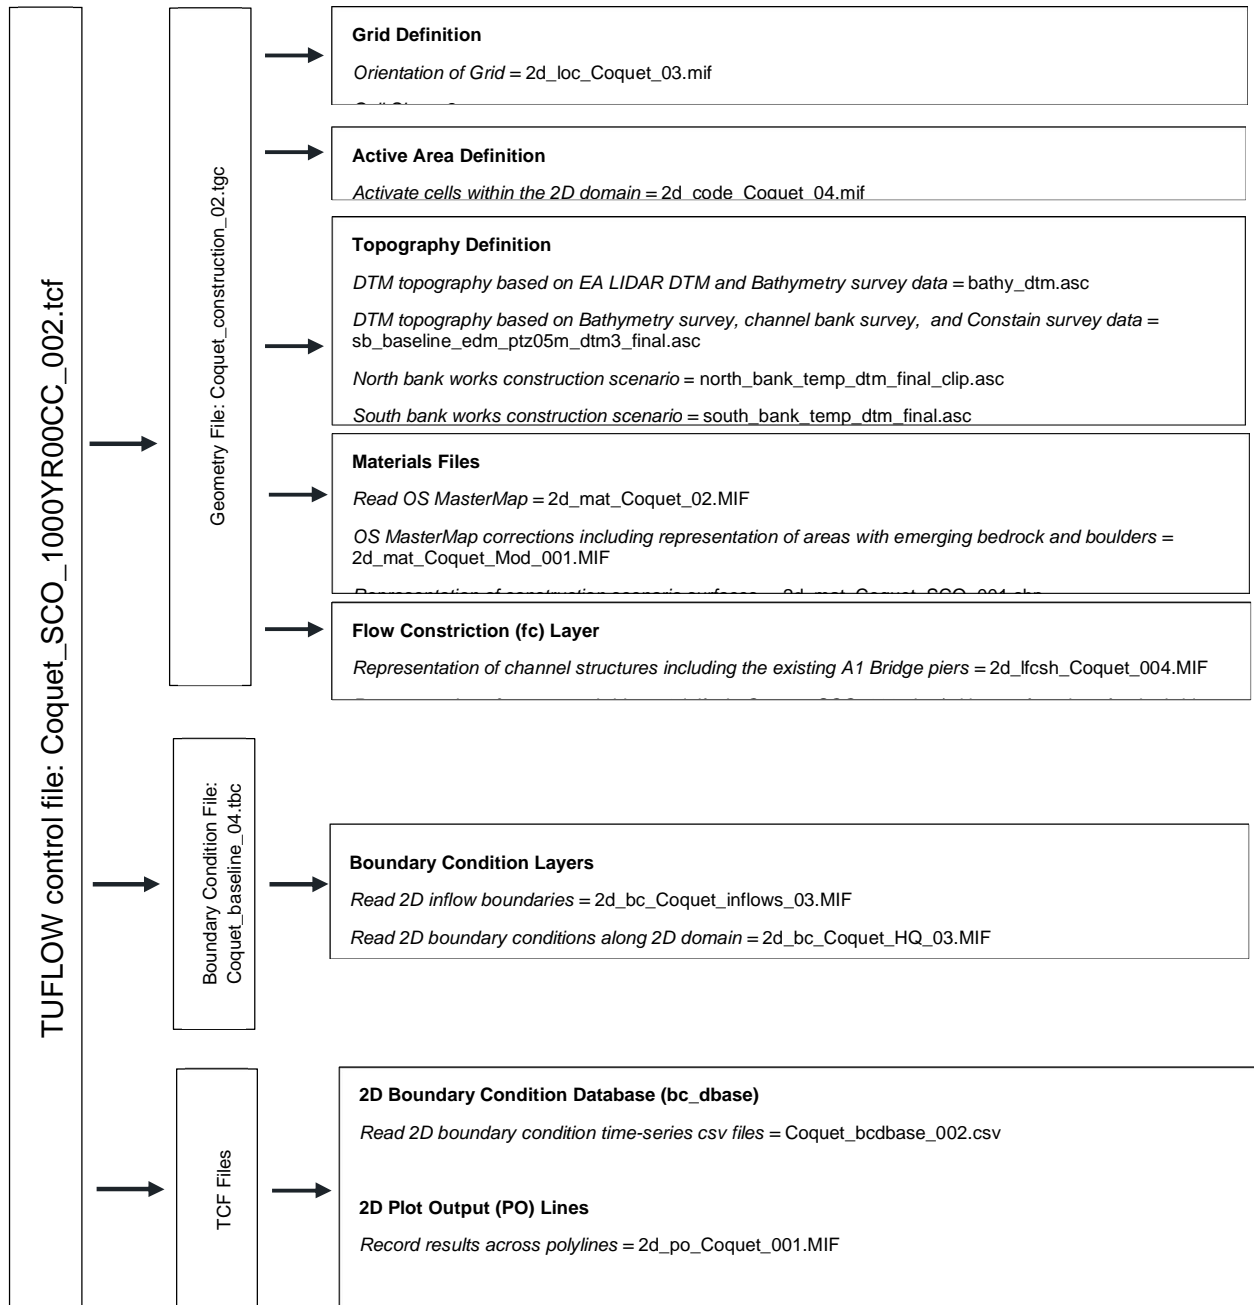 TUFLOW control file: Coquet_SCO_1000YR00CC_002.tcf
Geometry File: Coquet_construction_02.tgc
Grid Definition
Orientation of Grid = 2d_loc_Coquet_03.mif
Active Area Definition
Activate cells within the 2D domain = 2d_code_Coquet_04.mif
Topography Definition
DTM topography based on EA LIDAR DTM and Bathymetry survey data = bathy_dtm.asc
DTM topography based on Bathymetry survey, channel bank survey, and Constain survey data =
sb_baseline_edm_ptz05m_dtm3_final.asc
North bank works construction scenario = north_bank_temp_dtm_final_clip.asc
South bank works construction scenario = south_bank_temp_dtm_final.asc
Materials Files
Read OS MasterMap = 2d_mat_Coquet_02.MIF
OS MasterMap corrections including representation of areas with emerging bedrock and boulders =
2d_mat_Coquet_Mod_001.MIF
Representation of construction scenario surfaces = 2d_mat_Coquet_SCO_001.shp
Flow Constriction (fc) Layer
Representation of channel structures including the existing A1 Bridge piers = 2d_lfcsh_Coquet_004.MIF
Boundary Condition File:
Coquet_baseline_04.tbc
Boundary Condition Layers
Read 2D inflow boundaries = 2d_bc_Coquet_inflows_03.MIF
Read 2D boundary conditions along 2D domain = 2d_bc_Coquet_HQ_03.MIF
TCF Files
2D Boundary Condition Database (bc_dbase)
Read 2D boundary condition time-series csv files = Coquet_bcdbase_002.csv
2D Plot Output (PO) Lines
Record results across polylines = 2d_po_Coquet_001.MIF